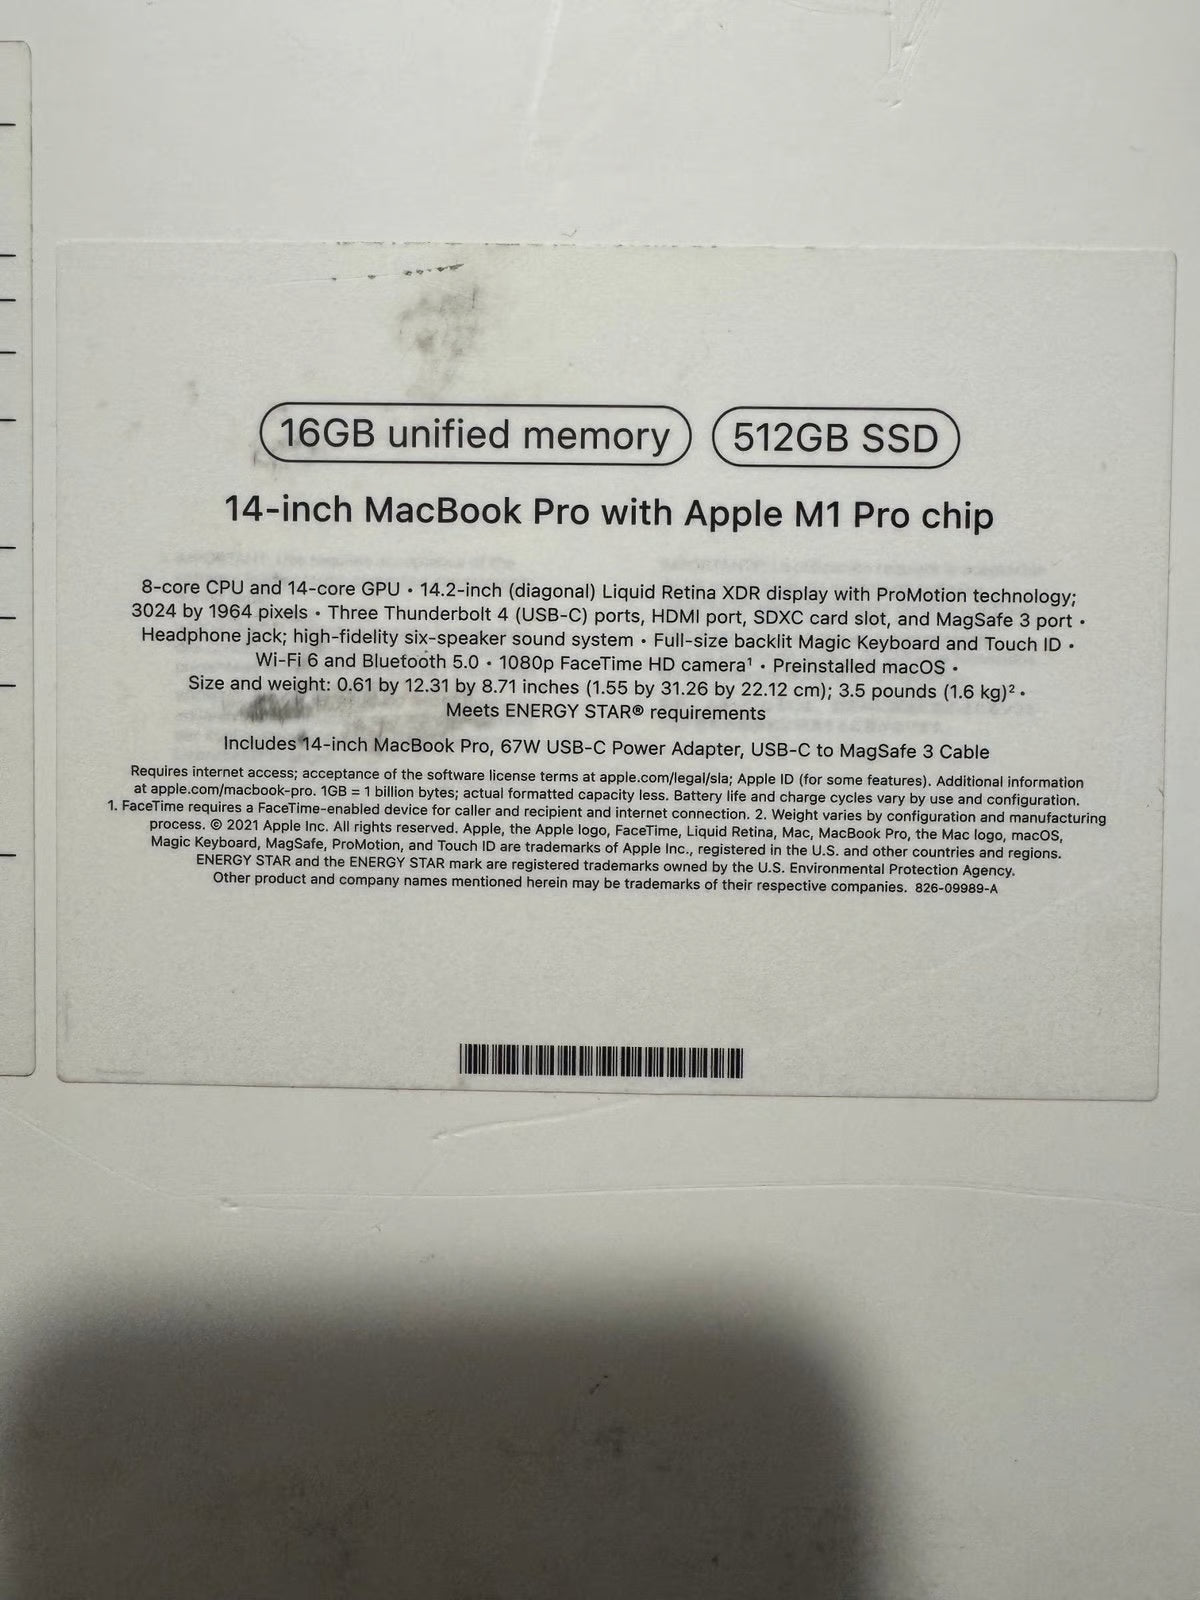 16GB unified memory 512GB SSD
14-inch MacBook Pro with Apple M1 Pro chip
8-core CPU and 14-core GPU • 14.2-inch (diagonal) Liquid Retina XDR display with ProMotion technology;
3024 by 1964 pixels • Three Thunderbolt 4 (USB-C) ports, HDMI port, SDXC card slot, and MagSafe 3 port •
Headphone jack; high-fidelity six-speaker sound system • Full-size backlit Magic Keyboard and Touch ID •
Wi-Fi 6 and Bluetooth 5.0 • 1080p FaceTime HD camera¹ • Preinstalled macOS •
Size and weight: 0.61 by 12.31 by 8.71 inches (1.55 by 31.26 by 22.12 cm); 3.5 pounds (1.6 kg)² •
Meets ENERGY STAR® requirements
Includes 14-inch MacBook Pro, 67W USB-C Power Adapter, USB-C to MagSafe 3 Cable
Requires internet access; acceptance of the software license terms at apple.com/legal/sla; Apple ID (for some features). Additional information
at apple.com/macbook-pro. 1GB = 1 billion bytes; actual formatted capacity less. Battery life and charge cycles vary by use and configuration.
1. FaceTime requires a FaceTime-enabled device for caller and recipient and internet connection. 2. Weight varies by configuration and manufacturing
process. © 2021 Apple Inc. All rights reserved. Apple, the Apple logo, FaceTime, Liquid Retina, Mac, MacBook Pro, the Mac logo, macOS,
Magic Keyboard, MagSafe, ProMotion, and Touch ID are trademarks of Apple Inc., registered in the U.S. and other countries and regions.
ENERGY STAR and the ENERGY STAR mark are registered trademarks owned by the U.S. Environmental Protection Agency.
Other product and company names mentioned herein may be trademarks of their respective companies. 826-09989-A